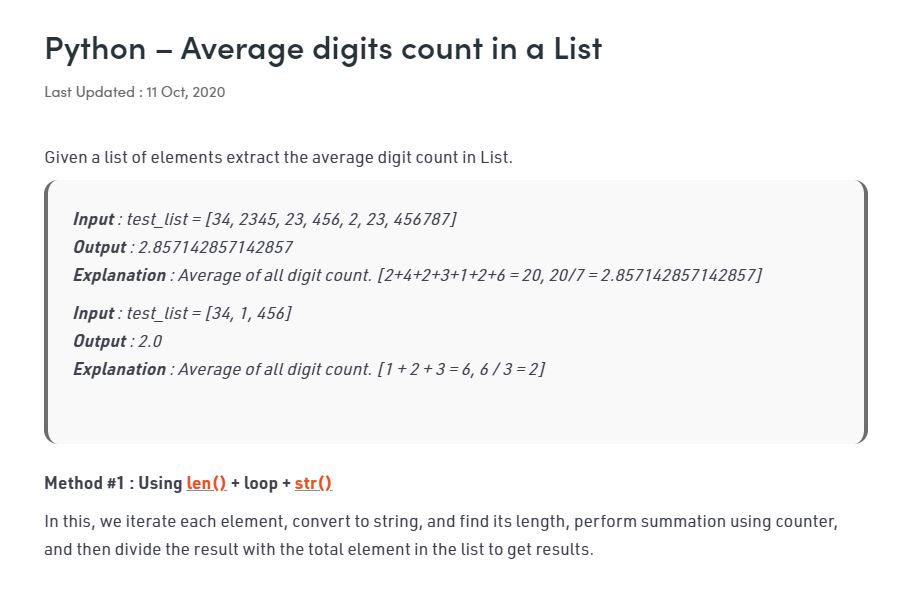 Python – Average digits count in a List
Last Updated : 11 Oct, 2020
Given a list of elements extract the average digit count in List.
Input : test_list = [34, 2345, 23, 456, 2, 23, 456787]
Output : 2.857142857142857
Explanation : Average of all digit count. [2+4+2+3+1+2+6 = 20, 20/7 = 2.857142857142857]
Input : test_list = [34, 1, 456]
Output : 2.0
Explanation : Average of all digit count. [1 + 2 + 3 = 6, 6 / 3 = 2]
Method #1 : Using len() + loop + str()
In this, we iterate each element, convert to string, and find its length, perform summation using counter,
and then divide the result with the total element in the list to get results.